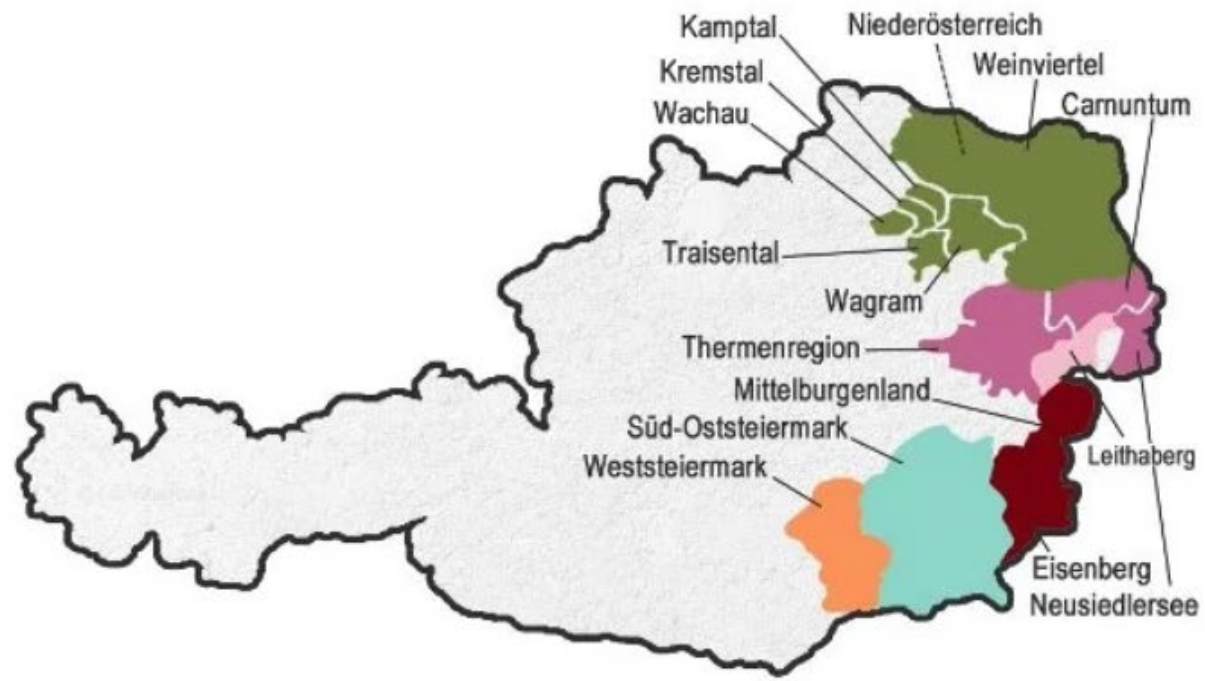 Kamptal
Niederösterreich
Kremstal
Weinviertel
Wachau
Carnuntum
Traisental
Wagram
Thermenregion
Mittelburgenland
Süd-Oststeiermark
Weststeiermark
Leithaberg
Eisenberg
Neusiedlersee